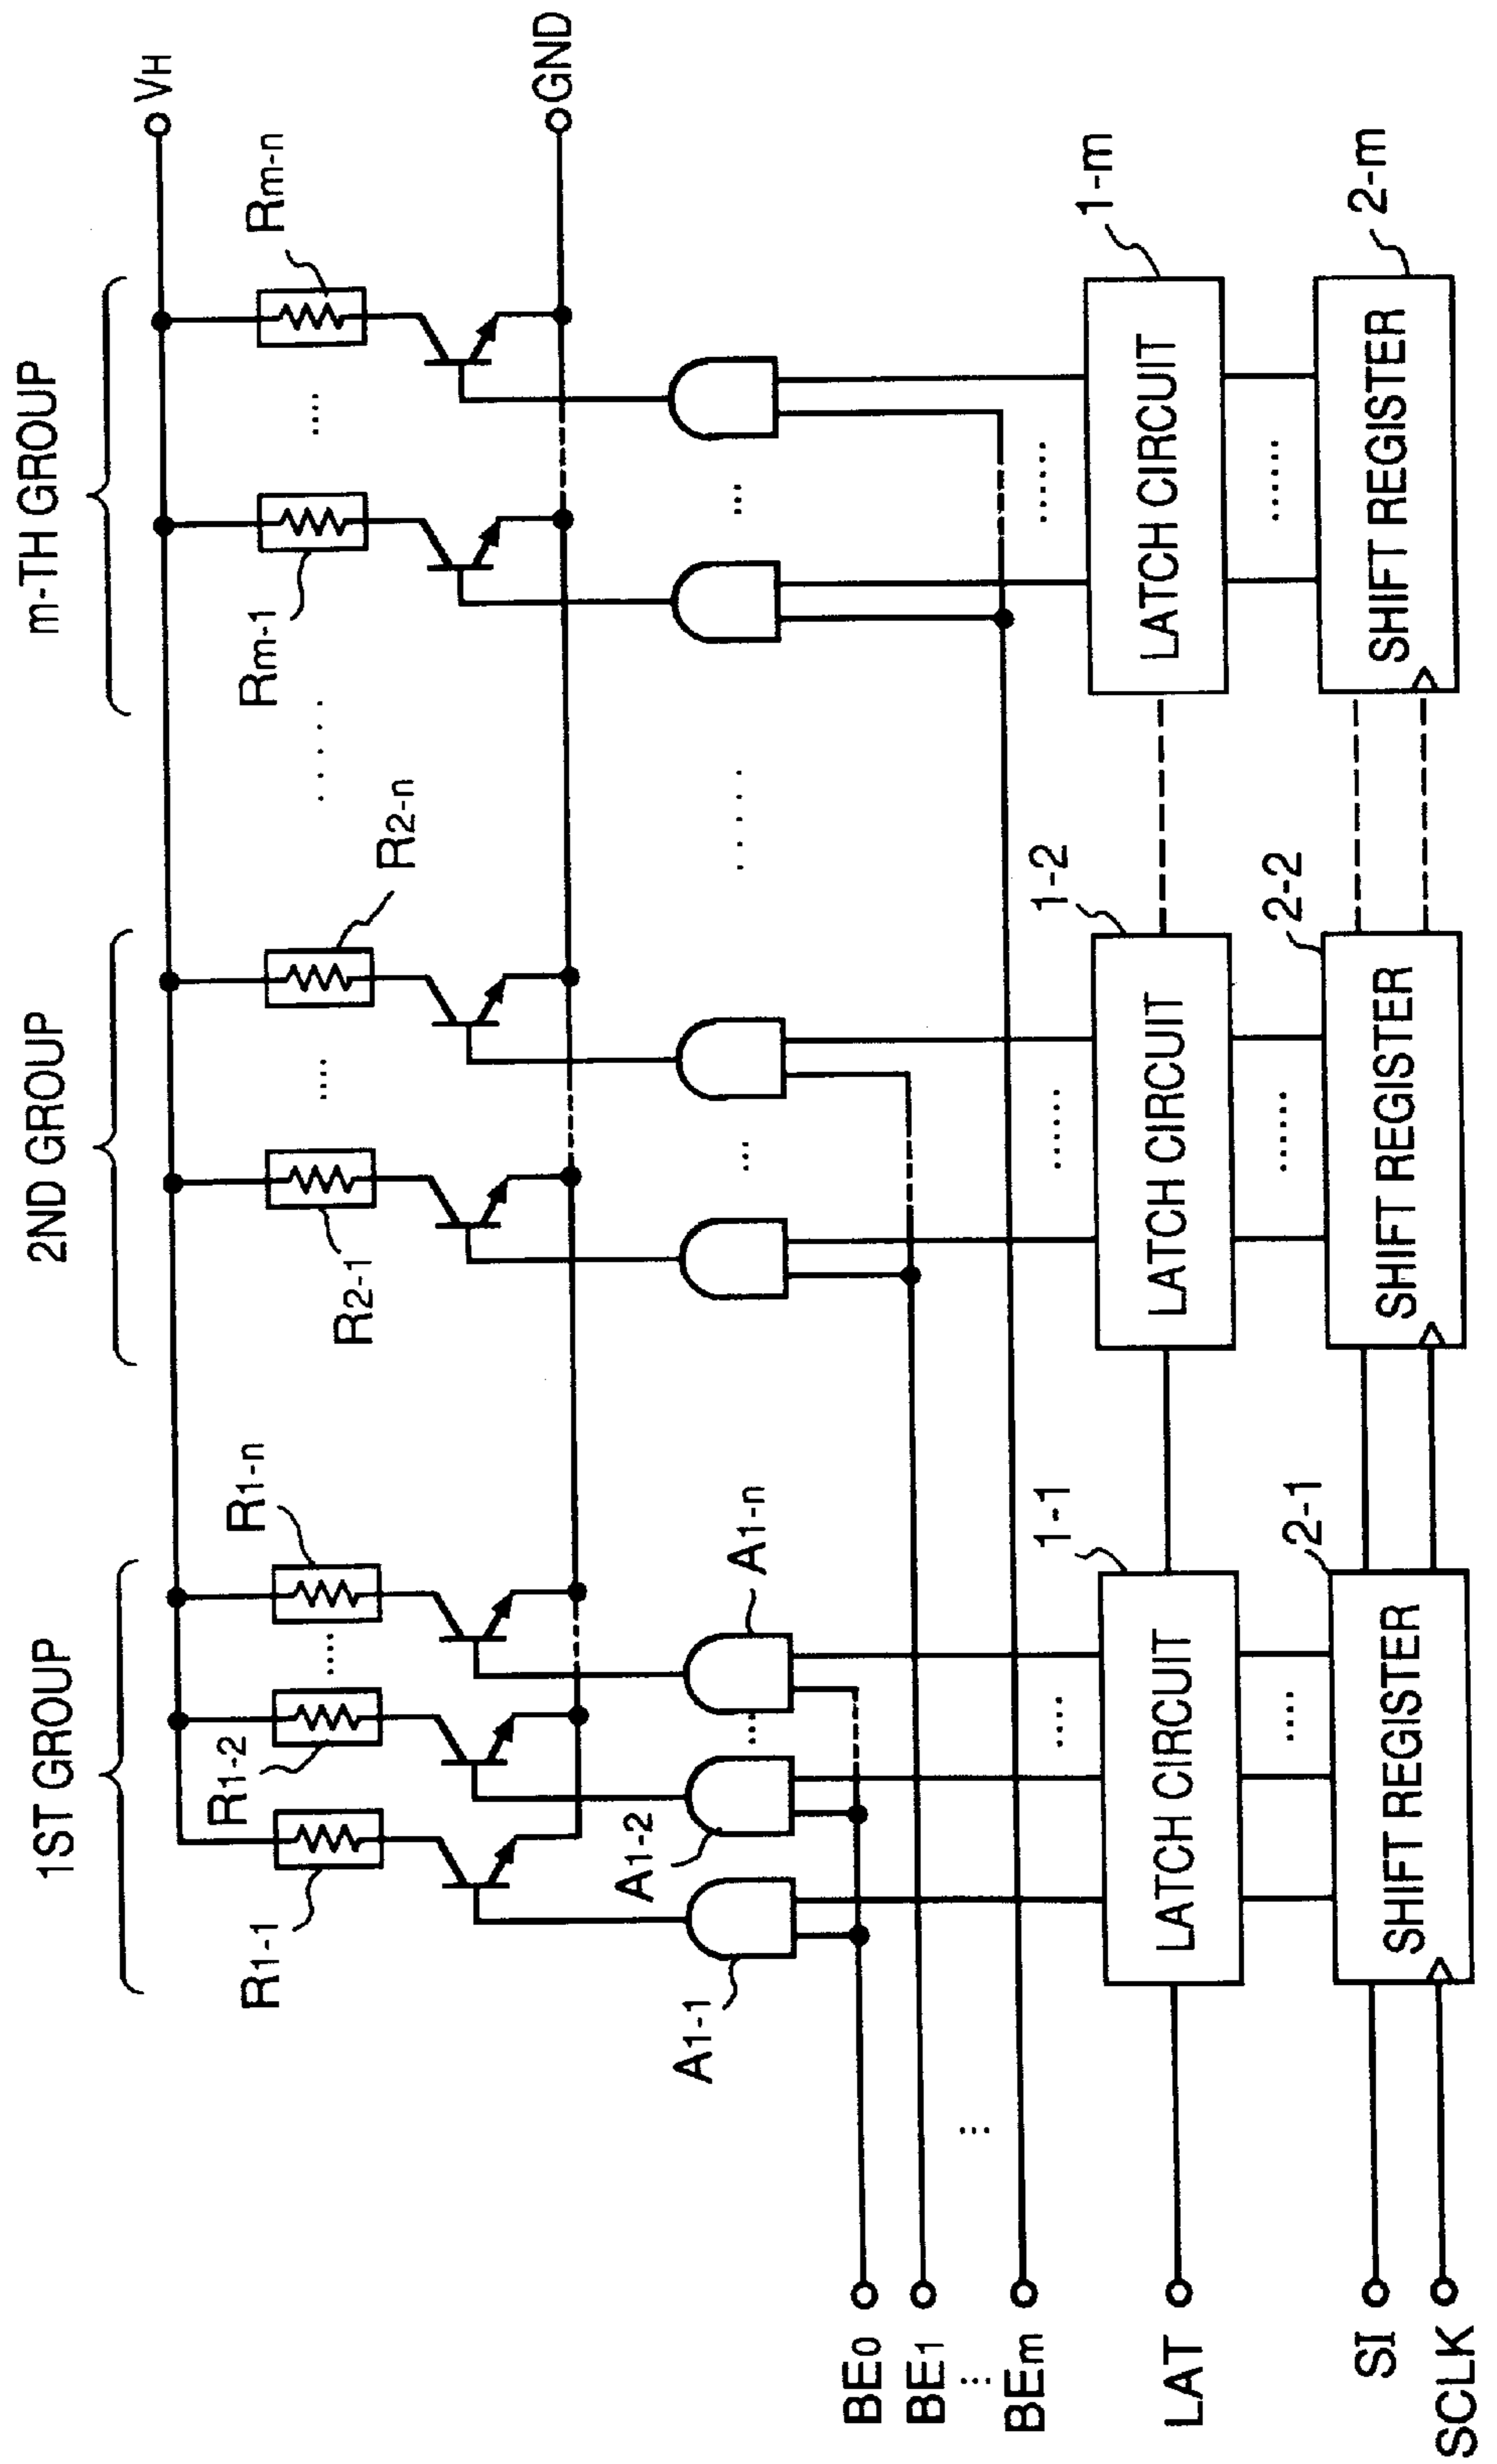 1ST GROUP
2ND GROUP
m-TH GROUP
VH
R1-1
R1-2
R1-n
R2-1
R2-n
Rm-1
Rm-n
GND
A1-1
A1-2
A1-n
BE0
BE1
BEm
LAT
1-1
LATCH CIRCUIT
1-2
LATCH CIRCUIT
1-m
LATCH CIRCUIT
SI
SCLK
2-1
SHIFT REGISTER
2-2
SHIFT REGISTER
2-m
SHIFT REGISTER